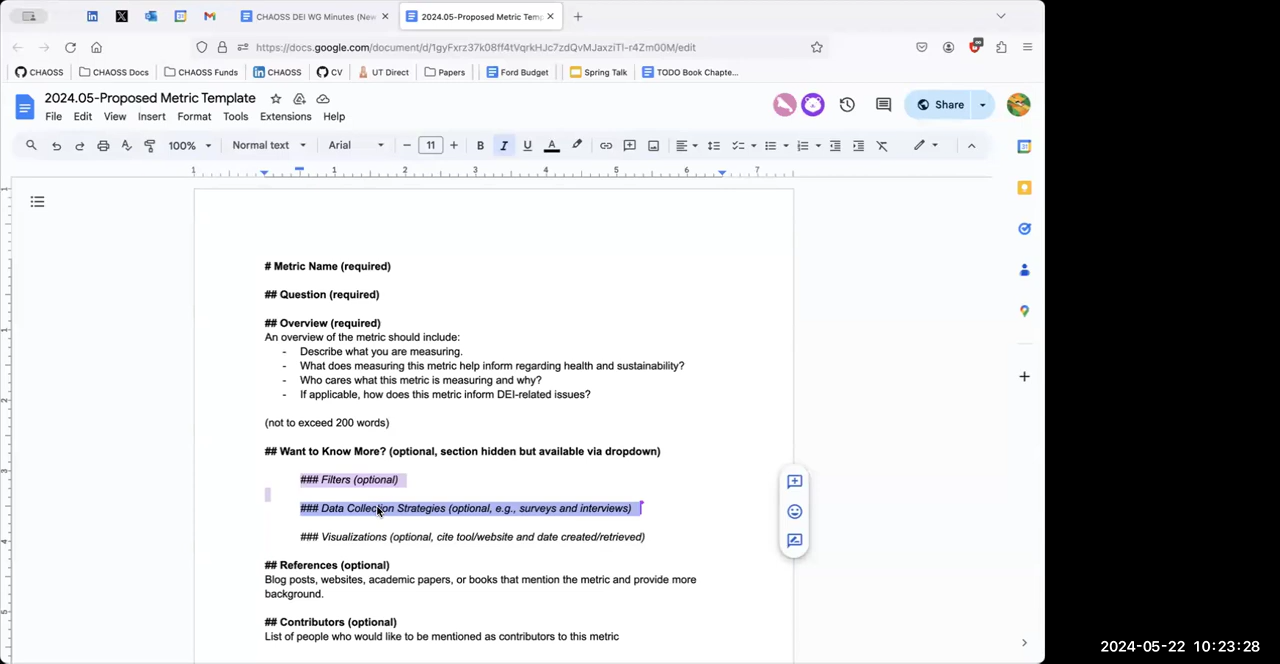 CHAOSS DEI WG Minutes (New
2024.05-Proposed Metric Temp
https://docs.google.com/document/d/1gyFxrz37k08ff4tVqrkHJc7zdQvMJaxziTl-r4Zm00M/edit
CHAOSS CHAOSS Docs CHAOSS Funds CHAOSS CV UT Direct Papers Ford Budget Spring Talk TODO Book Chapte...
2024.05-Proposed Metric Template
Share
File Edit View Insert Format Tools Extensions Help
100% Normal text Arial 11 B I U A
1 1 2 3 4 5 6 7
# Metric Name (required)
## Question (required)
## Overview (required)
An overview of the metric should include:
- Describe what you are measuring.
- What does measuring this metric help inform regarding health and sustainability?
- Who cares what this metric is measuring and why?
- If applicable, how does this metric inform DEI-related issues?
(not to exceed 200 words)
## Want to Know More? (optional, section hidden but available via dropdown)
### Filters (optional)
### Data Collection Strategies (optional, e.g., surveys and interviews)
### Visualizations (optional, cite tool/website and date created/retrieved)
## References (optional)
Blog posts, websites, academic papers, or books that mention the metric and provide more
background.
## Contributors (optional)
List of people who would like to be mentioned as contributors to this metric
2024-05-22 10:23:28